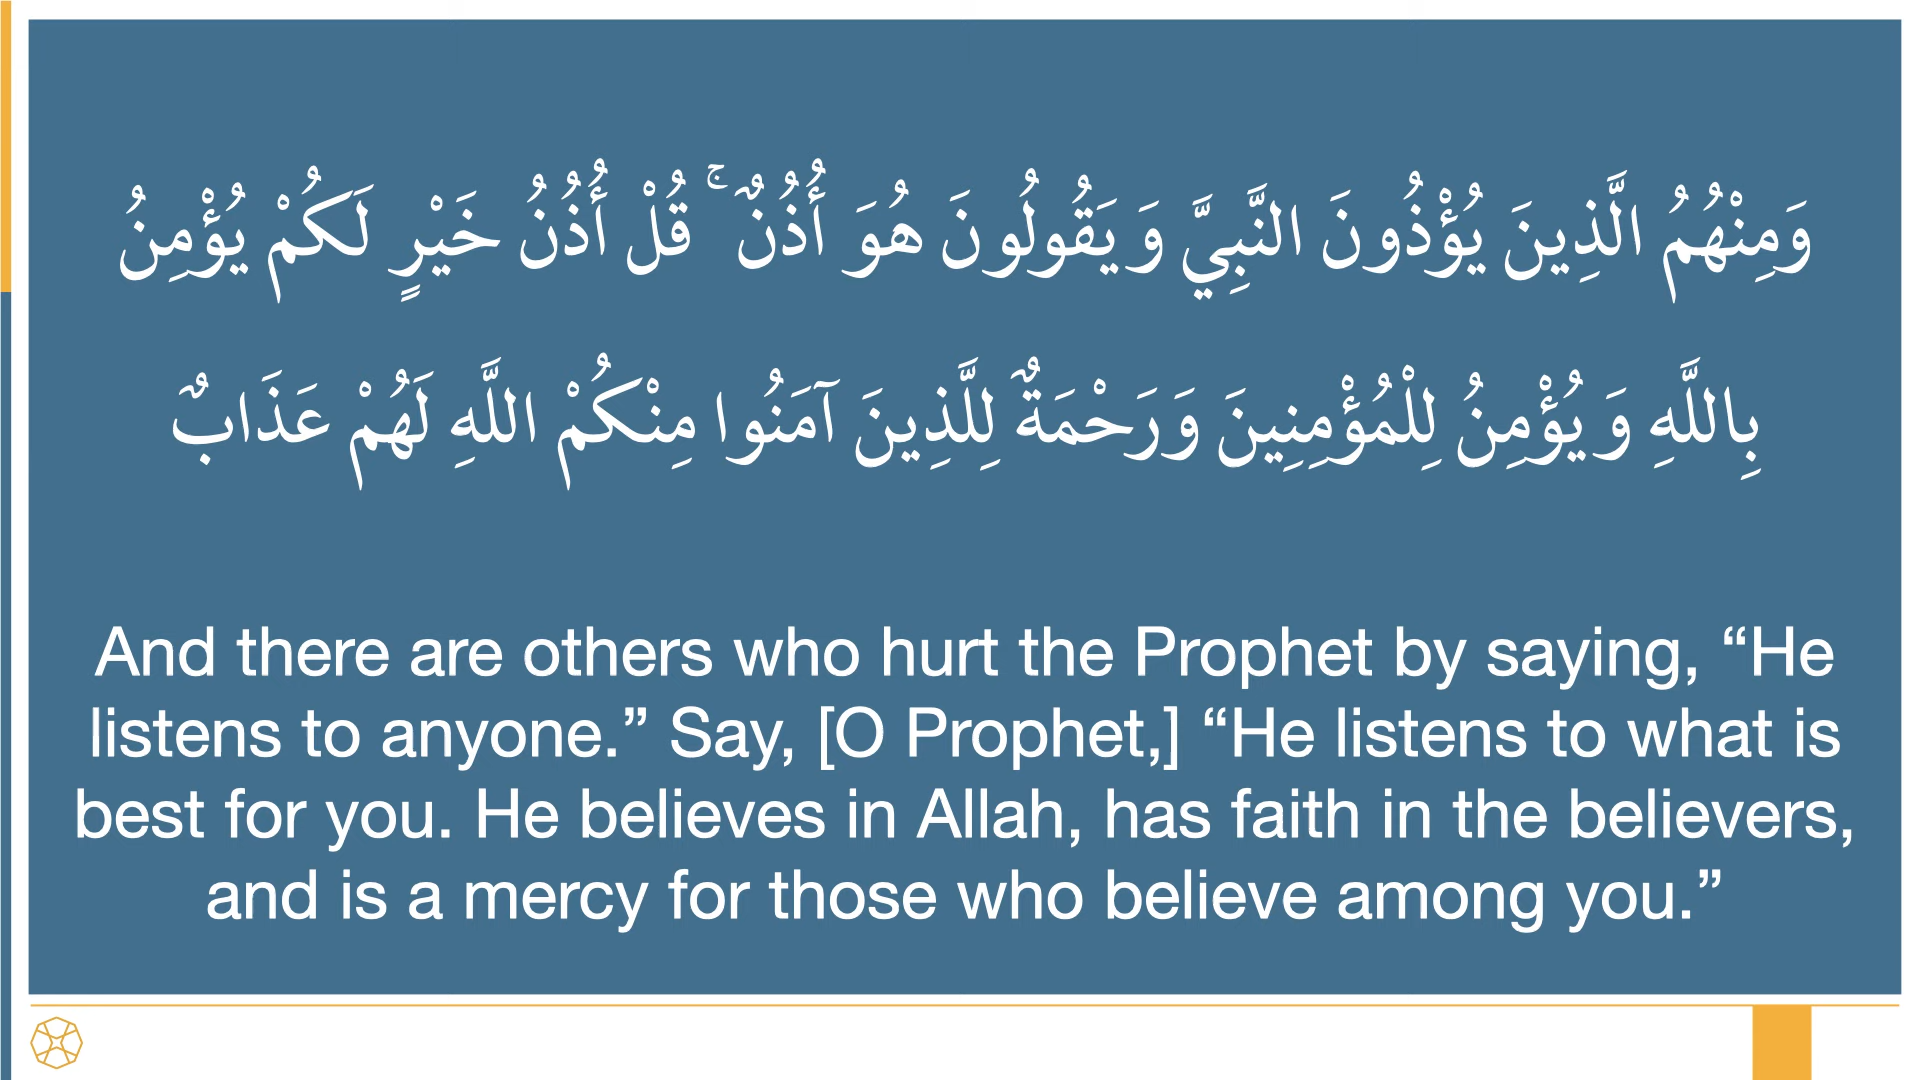 وَمِنْهُمُ الَّذِينَ يُؤْذُونَ النَّبِيَّ وَيَقُولُونَ هُوَ أُذُنٌ ۚ قُلْ أُذُنُ خَيْرٍ لَكُمْ يُؤْمِنُ
بِاللَّهِ وَيُؤْمِنُ لِلْمُؤْمِنِينَ وَرَحْمَةٌ لِلَّذِينَ آمَنُوا مِنْكُمْ اللَّهِ لَهُمْ عَذَابٌ
And there are others who hurt the Prophet by saying, “He
listens to anyone.” Say, [O Prophet,] “He listens to what is
best for you. He believes in Allah, has faith in the believers,
and is a mercy for those who believe among you.”